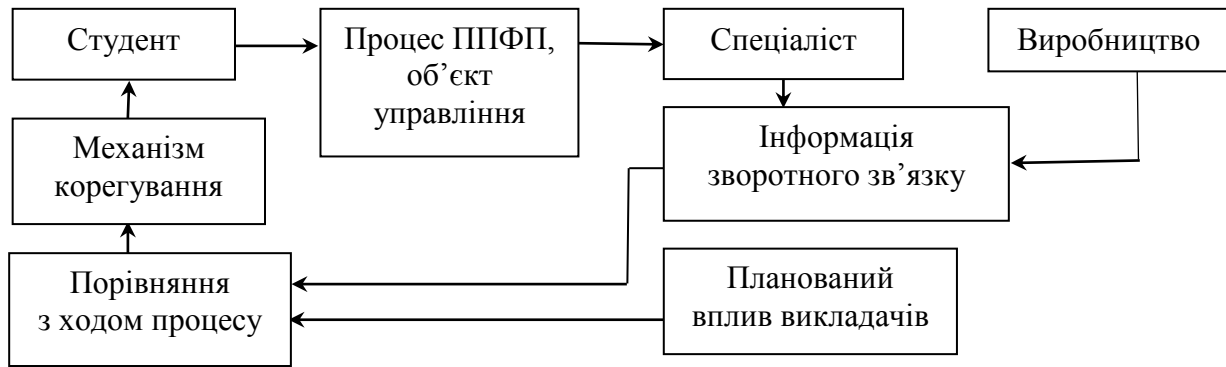 Студент
Процес ППФП,
об’єкт
управління
Спеціаліст
Виробництво
Механізм
корегування
Інформація
зворотного зв’язку
Порівняння
з ходом процесу
Планований
вплив викладачів